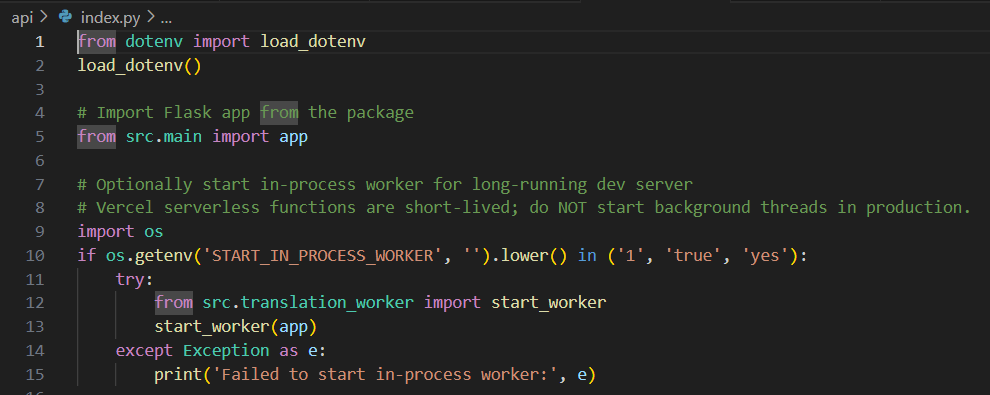 api > index.py > ...
1 from dotenv import load_dotenv
2 load_dotenv()
3
4 # Import Flask app from the package
5 from src.main import app
6
7 # Optionally start in-process worker for long-running dev server
8 # Vercel serverless functions are short-lived; do NOT start background threads in production.
9 import os
10 if os.getenv('START_IN_PROCESS_WORKER', '').lower() in ('1', 'true', 'yes'):
11     try:
12         from src.translation_worker import start_worker
13         start_worker(app)
14     except Exception as e:
15         print('Failed to start in-process worker:', e)